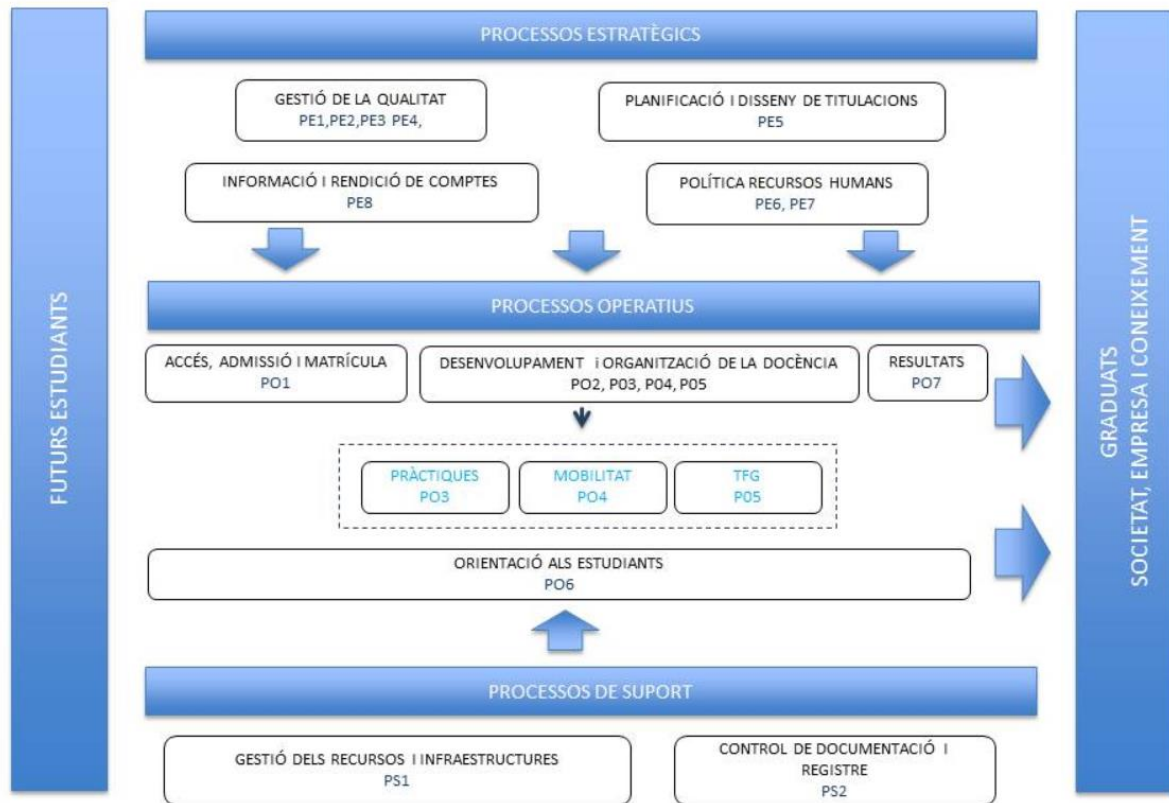 FUTURS ESTUDIANTS
PROCESSOS ESTRATÈGICS
GESTIÓ DE LA QUALITAT
PE1,PE2,PE3 PE4,
PLANIFICACIÓ I DISSENY DE TITULACIONS
PE5
INFORMACIÓ I RENDICIÓ DE COMPTES
PE8
POLÍTICA RECURSOS HUMANS
PE6, PE7
PROCESSOS OPERATIUS
ACCÉS, ADMISSIÓ I MATRÍCULA
PO1
DESENVOLUPAMENT i ORGANITZACIÓ DE LA DOCÈNCIA
PO2, P03, P04, P05
RESULTATS
PO7
PRÀCTIQUES
PO3
MOBILITAT
PO4
TFG
P05
ORIENTACIÓ ALS ESTUDIANTS
PO6
PROCESSOS DE SUPORT
GESTIÓ DELS RECURSOS I INFRAESTRUCTURES
PS1
CONTROL DE DOCUMENTACIÓ I
REGISTRE
PS2
GRADUATS
SOCIETAT, EMPRESA I CONEIXEMENT